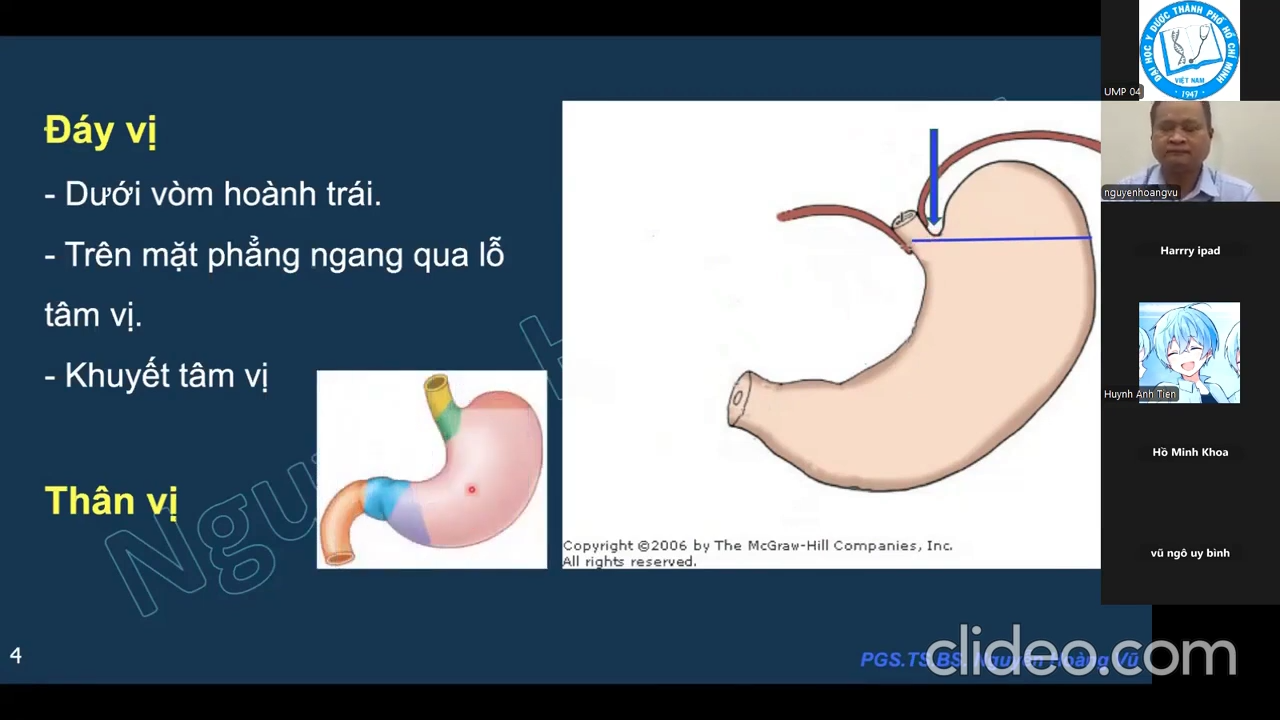 Đáy vị
- Dưới vòm hoành trái.
- Trên mặt phẳng ngang qua lỗ
tâm vị.
- Khuyết tâm vị
Thân vị
Copyright ©2006 by The McGraw-Hill Companies, Inc.
All rights reserved.
4
PGS.TS.BS. Nguyễn Hoàng Vũ
clideo.com
ĐẠI HỌC Y DƯỢC THÀNH PHỐ HỒ CHÍ MINH
VIỆT NAM
1947
UMP 04
nguyenhoangvu
Harrry ipad
Huynh Anh Tien
Hồ Minh Khoa
vũ ngô uy bình